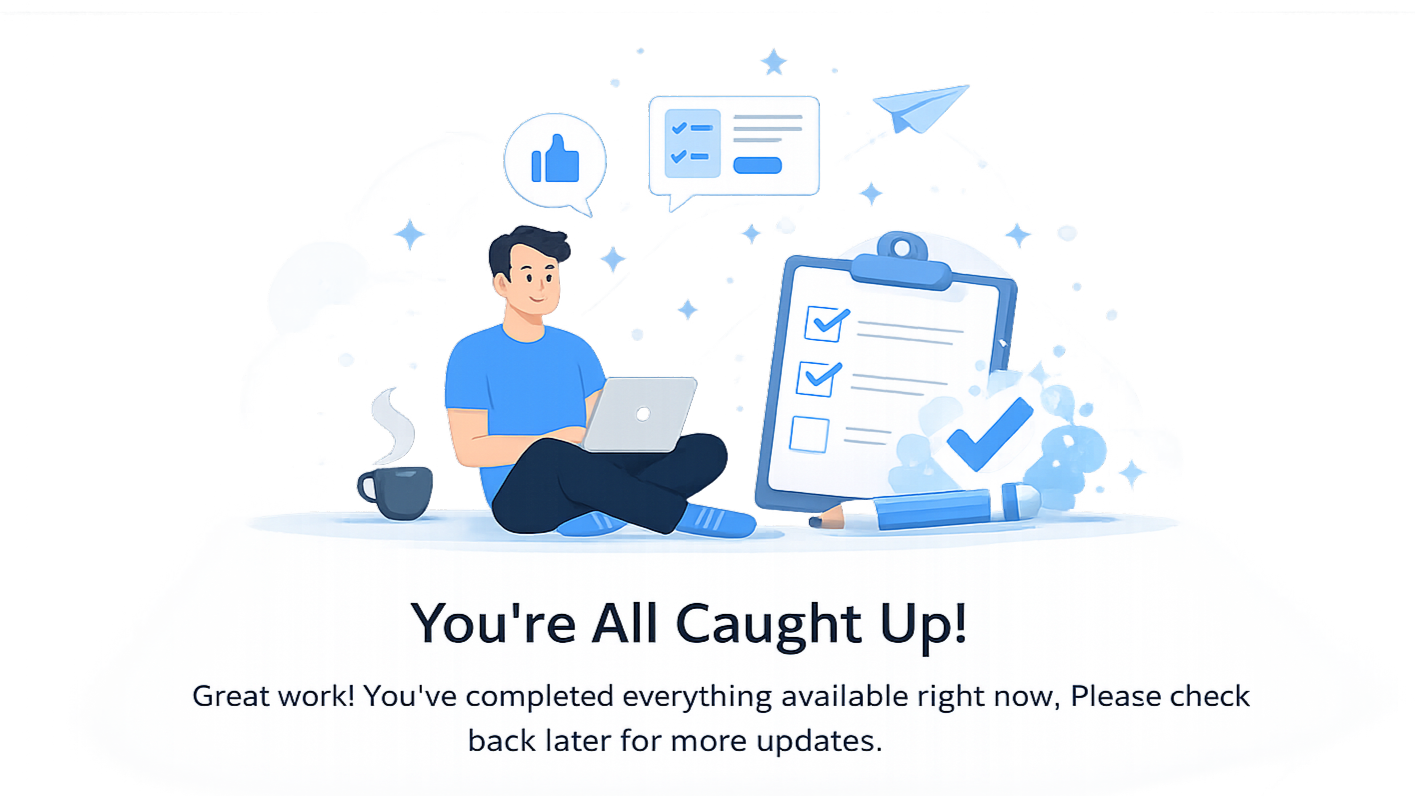 You're All Caught Up!
Great work! You've completed everything available right now, Please check
back later for more updates.